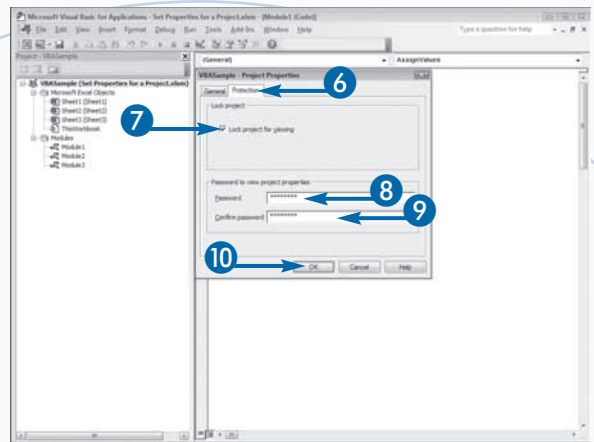 Microsoft Visual Basic for Applications - Set Properties for a Project.xlsm - [Module1 (Code)]
File Edit View Insert Format Debug Run Tools Add-Ins Window Help
Type a question for help
Project - VBASample
(General)
AssignValues
VBASample (Set Properties for a Project.xlsm)
Microsoft Excel Objects
Sheet1 (Sheet1)
Sheet2 (Sheet2)
Sheet3 (Sheet3)
ThisWorkbook
Modules
Module1
Module2
Module3
VBASample - Project Properties
General
Protection
6
Lock project
7
Lock project for viewing
Password to view project properties
Password
********
8
Confirm password
********
9
10
OK
Cancel
Help